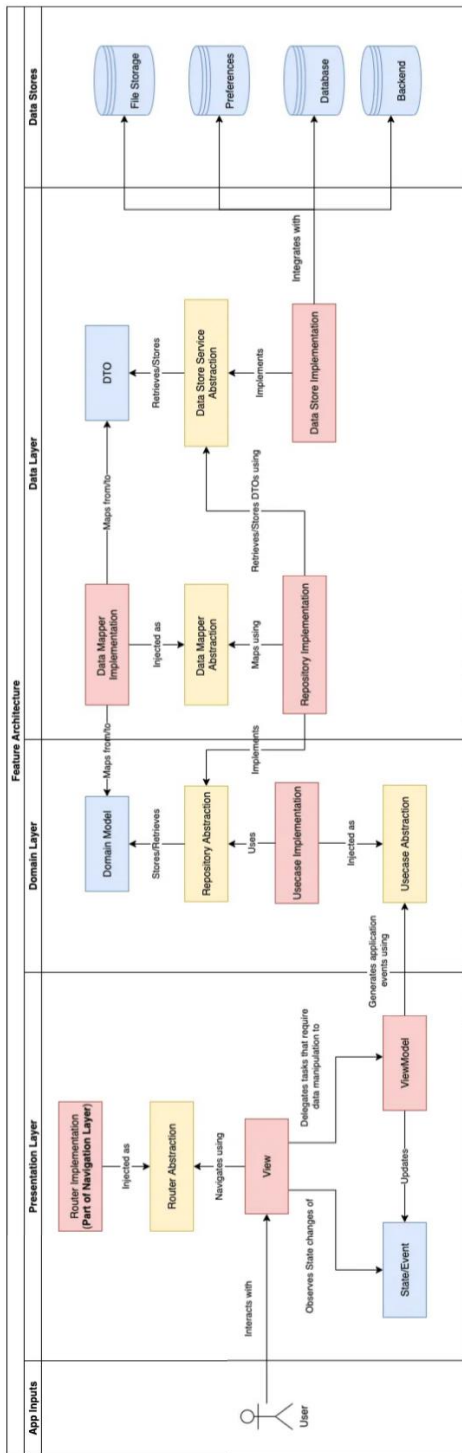 Feature Architecture
App Inputs
Presentation Layer
Domain Layer
Data Layer
Data Stores
User
Interacts with
Router Implementation
(Part of Navigation Layer)
Injected as
Router Abstraction
Navigates using
View
Observes State changes of
Delegates tasks that require
data manipulation to
State/Event
Updates
ViewModel
Generates application
events using
Domain Model
Stores/Retrieves
Repository Abstraction
Uses
Usecase Implementation
Injected as
Usecase Abstraction
Maps from/to
Implements
Data Mapper
Implementation
Injected as
Data Mapper
Abstraction
Maps using
Repository Implementation
Maps from/to
Retrieves/Stores DTOs using
DTO
Retrieves/Stores
Data Store Service
Abstraction
Implements
Data Store Implementation
Integrates with
File Storage
Preferences
Database
Backend